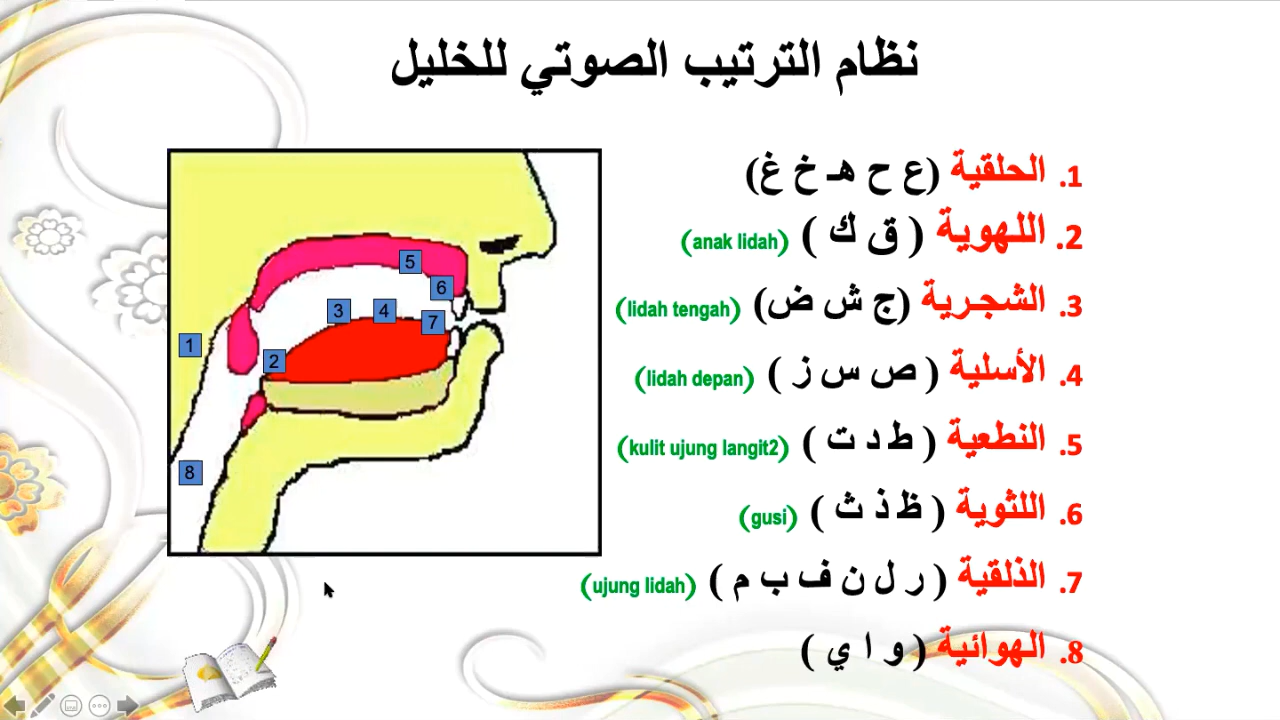 نظام الترتيب الصوتي للخليل
1. الحلقية (ع ح هـ خ غ)
2. اللهوية ( ق ك ) (anak lidah)
3. الشجـرية (ج ش ض) (lidah tengah)
4. الأسلية ( ص س ز ) (lidah depan)
5. النطعية ( ط د ت ) (kulit ujung langit2)
6. اللثوية ( ظ ذ ث ) (gusi)
7. الذلقية ( ر ل ن ف ب م ) (ujung lidah)
8. الهوائية ( و ا ي )
5
6
3
4
7
1
2
8